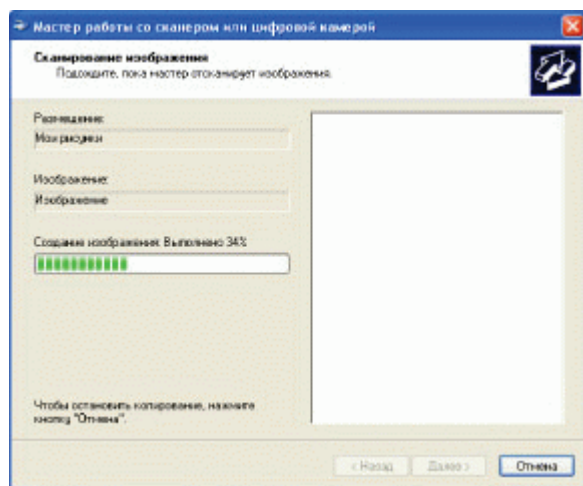 Мастер работы со сканером или цифровой камерой
Сканирование изображения
Подождите, пока мастер отсканирует изображения.
Размещение:
Мои рисунки
Изображение:
Изображение
Создание изображения: Выполнено 34%
Чтобы остановить копирование, нажмите
кнопку "Отмена".
< Назад
Далее >
Отмена